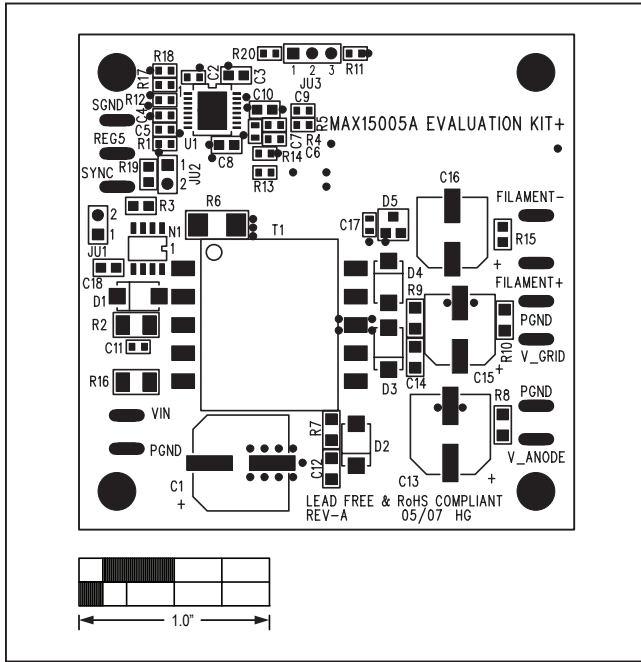 R20
1 2 3
JU3
R11
R18
R17
R12
C4
C5
R1
1
C2
C3
U1
C10
C9
R5
R4
C7
C6
R14
R13
C8
MAX15005A EVALUATION KIT+
SGND
REG5
SYNC
R19
1
2
JU2
R3
2
1
JU1
N1
1
C18
D1
R2
C11
R16
R6
T1
C17
D5
C16
+
R15
FILAMENT-
FILAMENT+
D4
R9
D3
C14
C15
+
R10
PGND
V_GRID
PGND
R8
V_ANODE
C13
+
VIN
PGND
C1
+
R7
C12
D2
LEAD FREE & RoHS COMPLIANT
REV-A 05/07 HG
1.0"